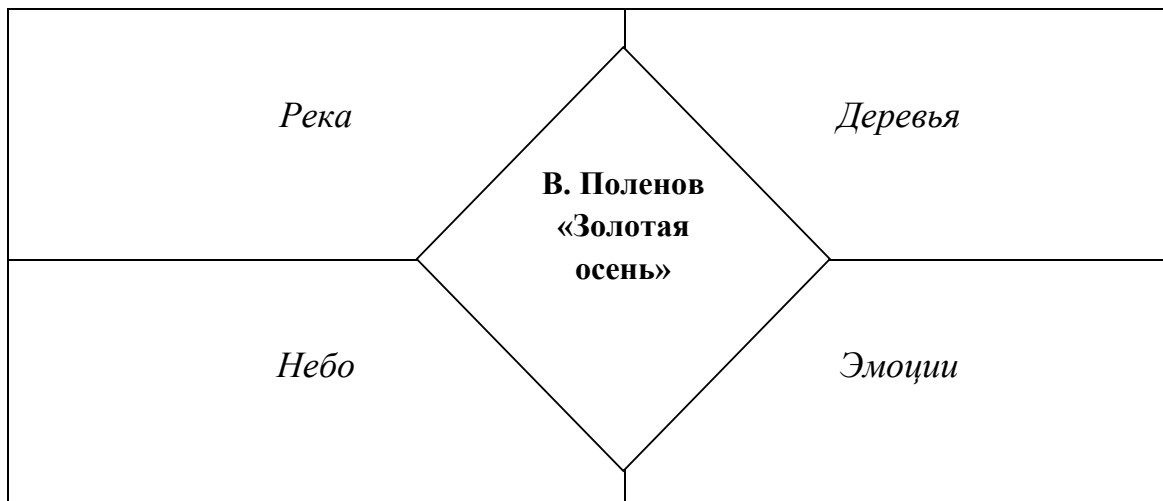 Река
Деревья
В. Поленов
«Золотая
осень»
Небо
Эмоции